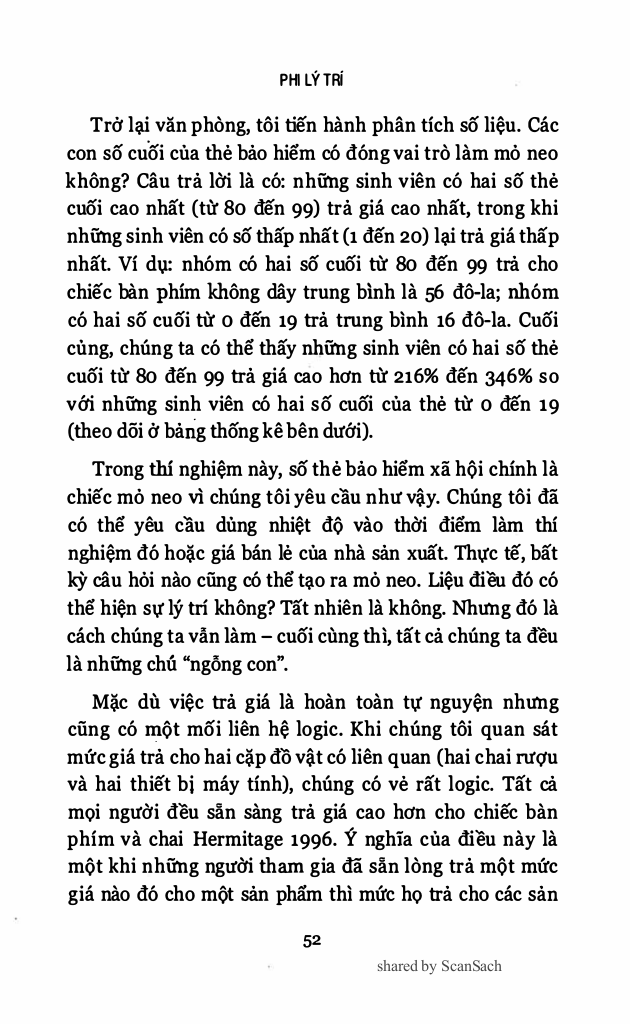 PHI LÝ TRÍ
Trở lại văn phòng, tôi tiến hành phân tích số liệu. Các
con số cuối của thẻ bảo hiểm có đóng vai trò làm mỏ neo
không? Câu trả lời là có: những sinh viên có hai số thẻ
cuối cao nhất (từ 80 đến 99) trả giá cao nhất, trong khi
những sinh viên có số thấp nhất (1 đến 20) lại trả giá thấp
nhất. Ví dụ: nhóm có hai số cuối từ 80 đến 99 trả cho
chiếc bàn phím không dây trung bình là 56 đô-la; nhóm
có hai số cuối từ 0 đến 19 trả trung bình 16 đô-la. Cuối
cùng, chúng ta có thể thấy những sinh viên có hai số thẻ
cuối từ 80 đến 99 trả giá cao hơn từ 216% đến 346% so
với những sinh viên có hai số cuối của thẻ từ 0 đến 19
(theo dõi ở bảng thống kê bên dưới).
Trong thí nghiệm này, số thẻ bảo hiểm xã hội chính là
chiếc mỏ neo vì chúng tôi yêu cầu như vậy. Chúng tôi đã
có thể yêu cầu dùng nhiệt độ vào thời điểm làm thí
nghiệm đó hoặc giá bán lẻ của nhà sản xuất. Thực tế, bất
kỳ câu hỏi nào cũng có thể tạo ra mỏ neo. Liệu điều đó có
thể hiện sự lý trí không? Tất nhiên là không. Nhưng đó là
cách chúng ta vẫn làm – cuối cùng thì, tất cả chúng ta đều
là những chú “ngỗng con”.
Mặc dù việc trả giá là hoàn toàn tự nguyện nhưng
cũng có một mối liên hệ logic. Khi chúng tôi quan sát
mức giá trả cho hai cặp đồ vật có liên quan (hai chai rượu
và hai thiết bị máy tính), chúng có vẻ rất logic. Tất cả
mọi người đều sẵn sàng trả giá cao hơn cho chiếc bàn
phím và chai Hermitage 1996. Ý nghĩa của điều này là
một khi những người tham gia đã sẵn lòng trả một mức
giá nào đó cho một sản phẩm thì mức họ trả cho các sản
52
shared by ScanSach